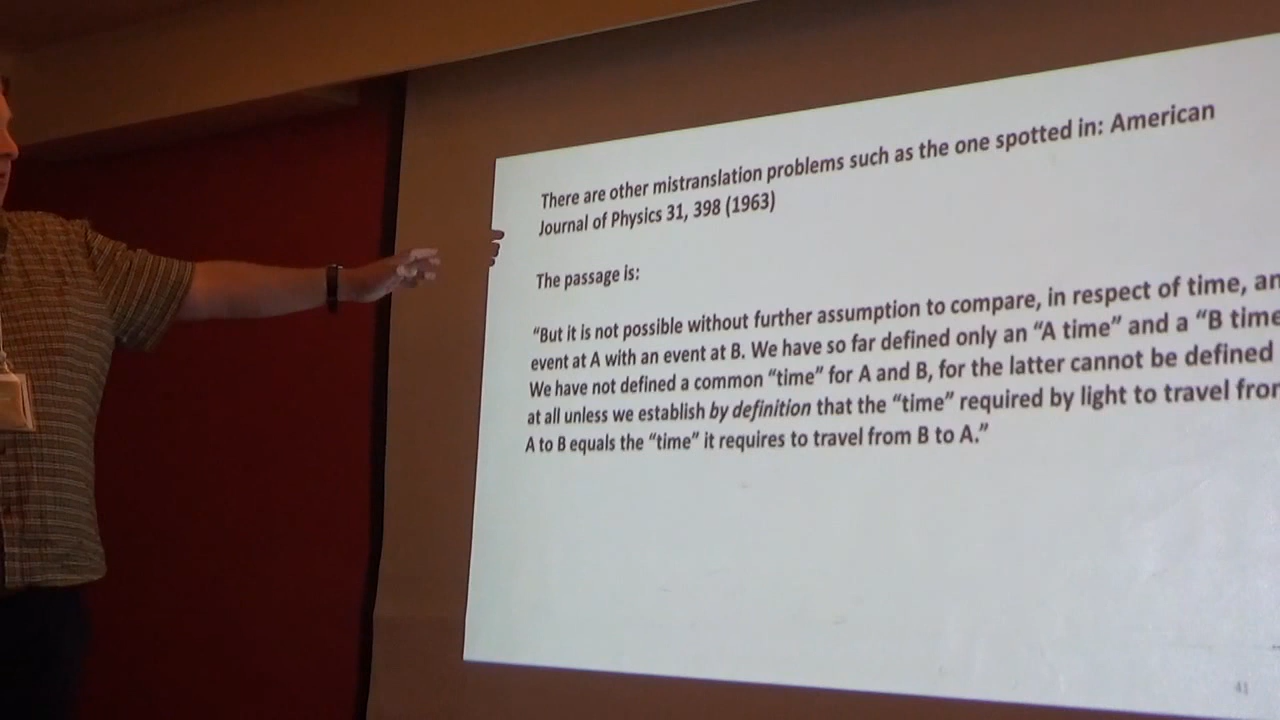 There are other mistranslation problems such as the one spotted in: American
Journal of Physics 31, 398 (1963)
The passage is:
“But it is not possible without further assumption to compare, in respect of time, an
event at A with an event at B. We have so far defined only an “A time” and a “B time
We have not defined a common “time” for A and B, for the latter cannot be defined
at all unless we establish by definition that the “time” required by light to travel from
A to B equals the “time” it requires to travel from B to A.”
41